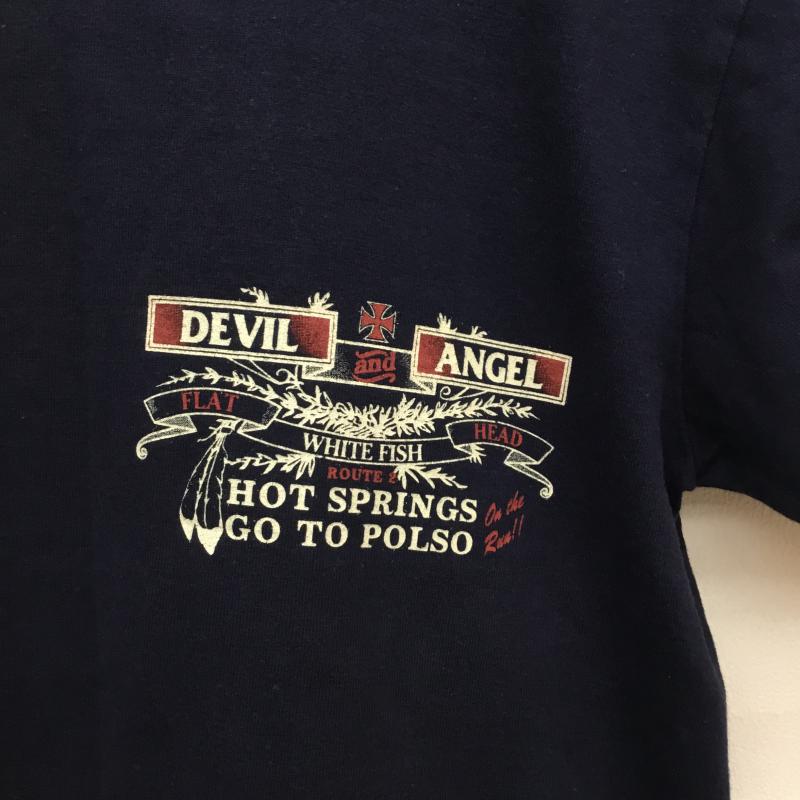 DEVIL and ANGEL
FLAT HEAD
WHITE FISH
ROUTE 2
HOT SPRINGS
GO TO POLSO
On the
Run!!